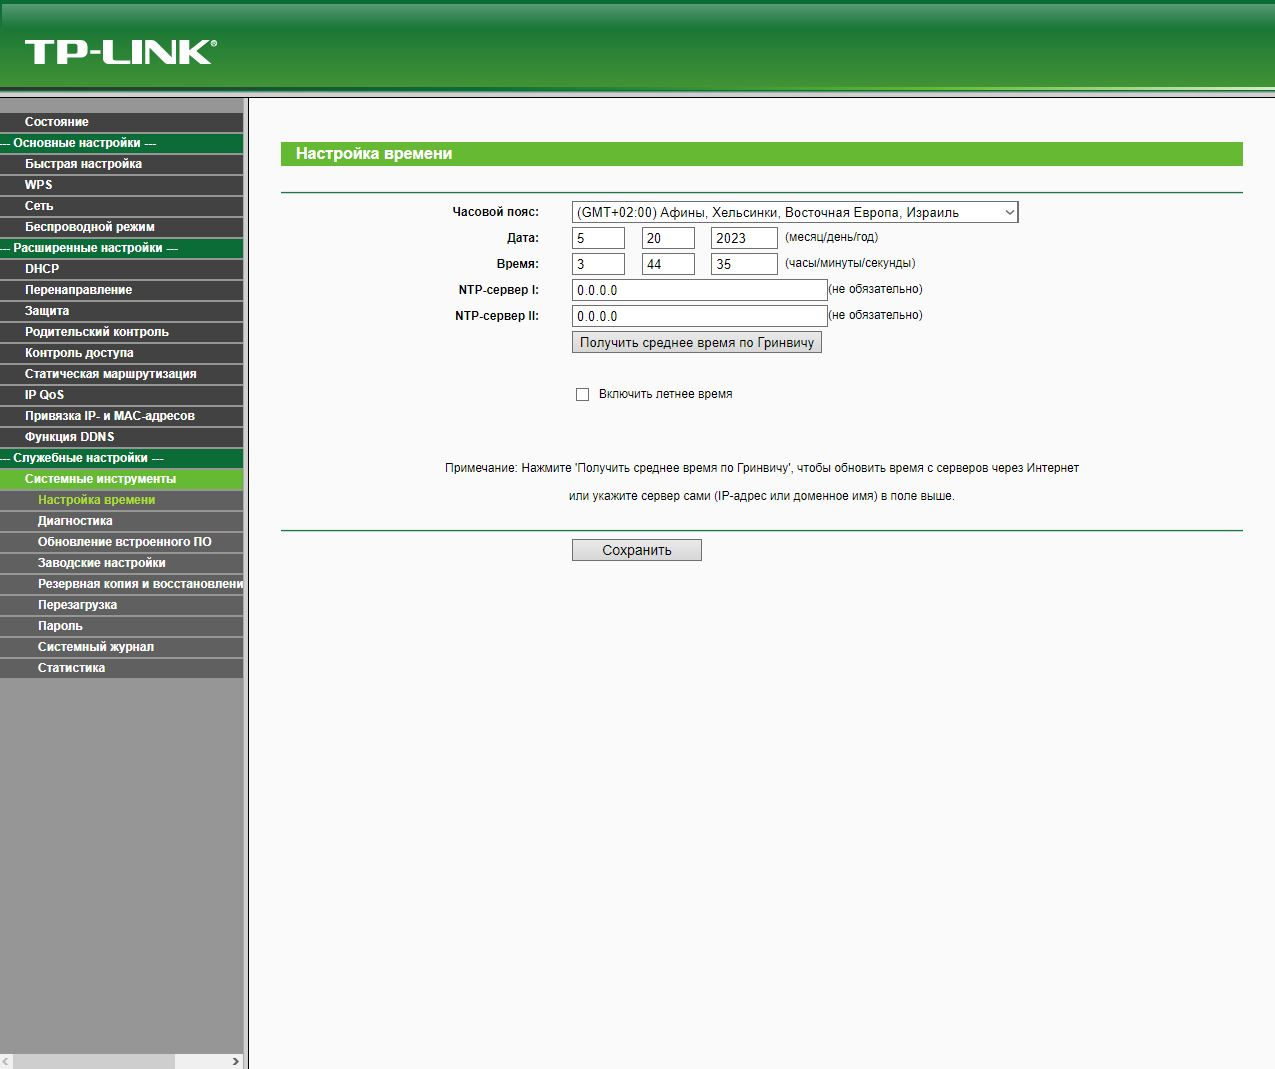 TP-LINK®
Состояние
--- Основные настройки ---
Быстрая настройка
WPS
Сеть
Беспроводной режим
--- Расширенные настройки ---
DHCP
Перенаправление
Защита
Родительский контроль
Контроль доступа
Статическая маршрутизация
IP QoS
Привязка IP- и MAC-адресов
Функция DDNS
--- Служебные настройки ---
Системные инструменты
Настройка времени
Диагностика
Обновление встроенного ПО
Заводские настройки
Резервная копия и восстановлени
Перезагрузка
Пароль
Системный журнал
Статистика
Настройка времени
Часовой пояс: (GMT+02:00) Афины, Хельсинки, Восточная Европа, Израиль
Дата: 5 20 2023 (месяц/день/год)
Время: 3 44 35 (часы/минуты/секунды)
NTP-сервер I: 0.0.0.0 (не обязательно)
NTP-сервер II: 0.0.0.0 (не обязательно)
Получить среднее время по Гринвичу
Включить летнее время
Примечание: Нажмите 'Получить среднее время по Гринвичу', чтобы обновить время с серверов через Интернет
или укажите сервер сами (IP-адрес или доменное имя) в поле выше.
Сохранить